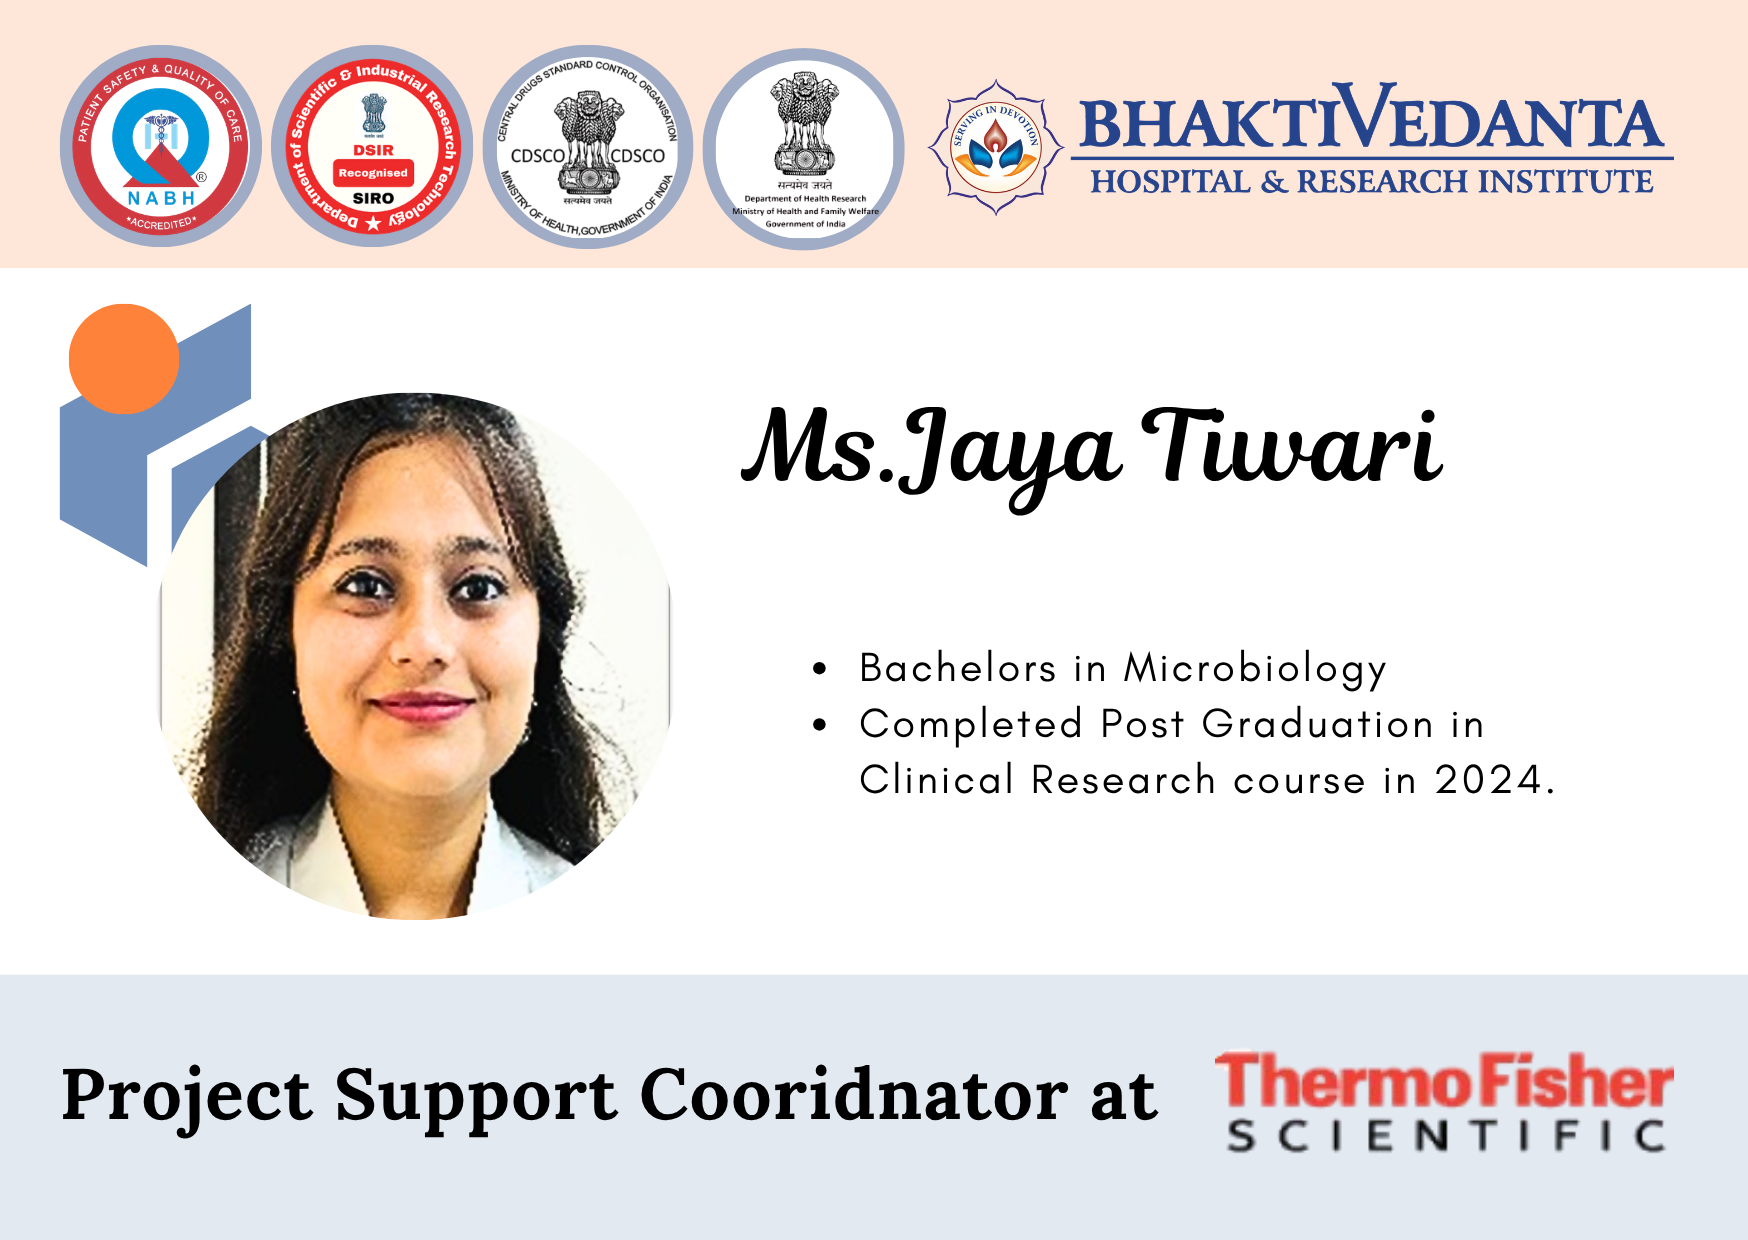 PATIENT SAFETY & QUALITY OF CARE
®
NABH
*ACCREDITED*
Department of Scientific & Industrial Research Technology
DSIR
Recognised
SIRO
CENTRAL DRUGS STANDARD CONTROL ORGANISATION
CDSCO CDSCO
सत्यमेव जयते
MINISTRY OF HEALTH,GOVERNMENT OF INDIA
सत्यमेव जयते
Department of Health Research
Ministry of Health and Family Welfare
Government of India
SERVING IN DEVOTION
BHAKTIVEDANTA
HOSPITAL & RESEARCH INSTITUTE
Ms.Jaya Tiwari
• Bachelors in Microbiology
• Completed Post Graduation in
Clinical Research course in 2024.
Project Support Cooridnator at
ThermoFisher
SCIENTIFIC